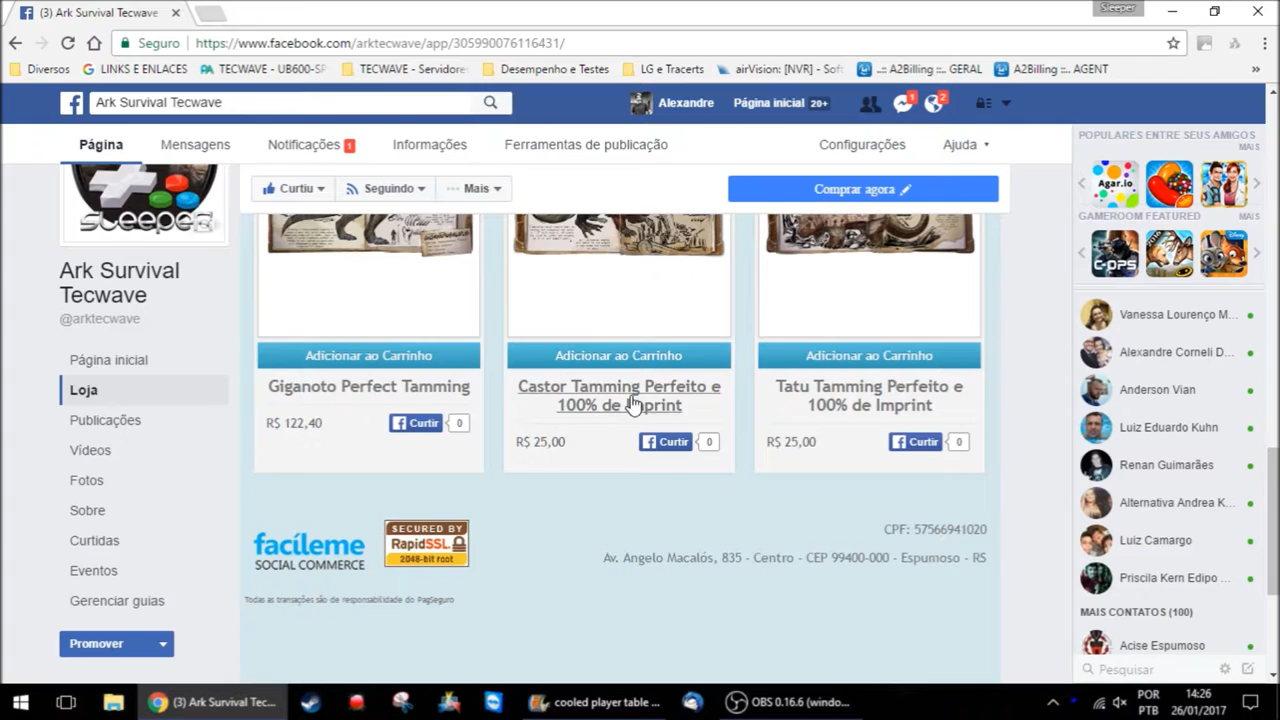 (3) Ark Survival Tecwave
Sleeper
Seguro
https://www.facebook.com/arktecwave/app/305990076116431/
Diversos
LINKS E ENLACES
TECWAVE - UB600-SP
TECWAVE - Servidores
Desempenho e Testes
LG e Tracerts
airVision: [NVR] - Soft
..:: A2Billing ::.. GERAL
..:: A2Billing ::.. AGENT
»
Ark Survival Tecwave
Alexandre
Página inicial 20+
1
2
Página
Mensagens
Notificações 1
Informações
Ferramentas de publicação
Configurações
Ajuda
Curtiu
Seguindo
··· Mais
Comprar agora
sleeper
Ark Survival
Tecwave
@arktecwave
Página inicial
Loja
Publicações
Vídeos
Fotos
Sobre
Curtidas
Eventos
Gerenciar guias
Promover
Adicionar ao Carrinho
Giganoto Perfect Tamming
R$ 122,40
Curtir
0
Adicionar ao Carrinho
Castor Tamming Perfeito e
100% de Imprint
R$ 25,00
Curtir
0
Adicionar ao Carrinho
Tatu Tamming Perfeito e
100% de Imprint
R$ 25,00
Curtir
0
facíleme
SOCIAL COMMERCE
SECURED BY
RapidSSL
2048-bit root
CPF: 57566941020
Av. Angelo Macalós, 835 - Centro - CEP 99400-000 - Espumoso - RS
Todas as transações são de responsabilidade do PagSeguro
POPULARES ENTRE SEUS AMIGOS
MAIS
Agar.io
GAMEROOM FEATURED
MAIS
C-OPS
Vanessa Lourenço M...
Alexandre Corneli D...
Anderson Vian
Luiz Eduardo Kuhn
Renan Guimarães
Alternativa Andrea K...
Luiz Camargo
Priscila Kern Edipo ...
MAIS CONTATOS (100)
Acise Espumoso
Pesquisar
(3) Ark Survival Tec...
cooled player table ...
OBS 0.16.6 (windo...
POR
PTB
14:26
26/01/2017